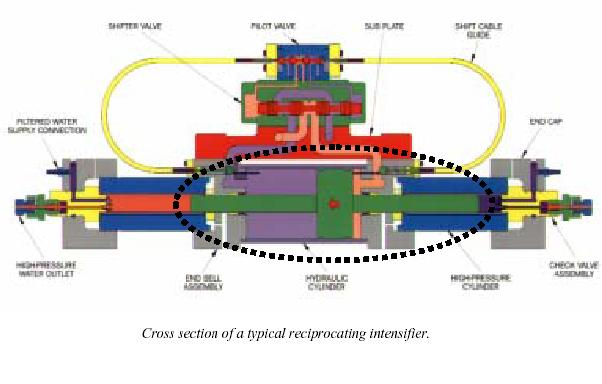 SHIFTER VALVE
PILOT VALVE
SUB PLATE
SHIFT CABLE
GUIDE
FILTERED WATER
SUPPLY CONNECTION
END CAP
HIGH-PRESSURE
WATER OUTLET
END BELL
ASSEMBLY
HYDRAULIC
CYLINDER
HIGH-PRESSURE
CYLINDER
CHECK VALVE
ASSEMBLY
Cross section of a typical reciprocating intensifier.